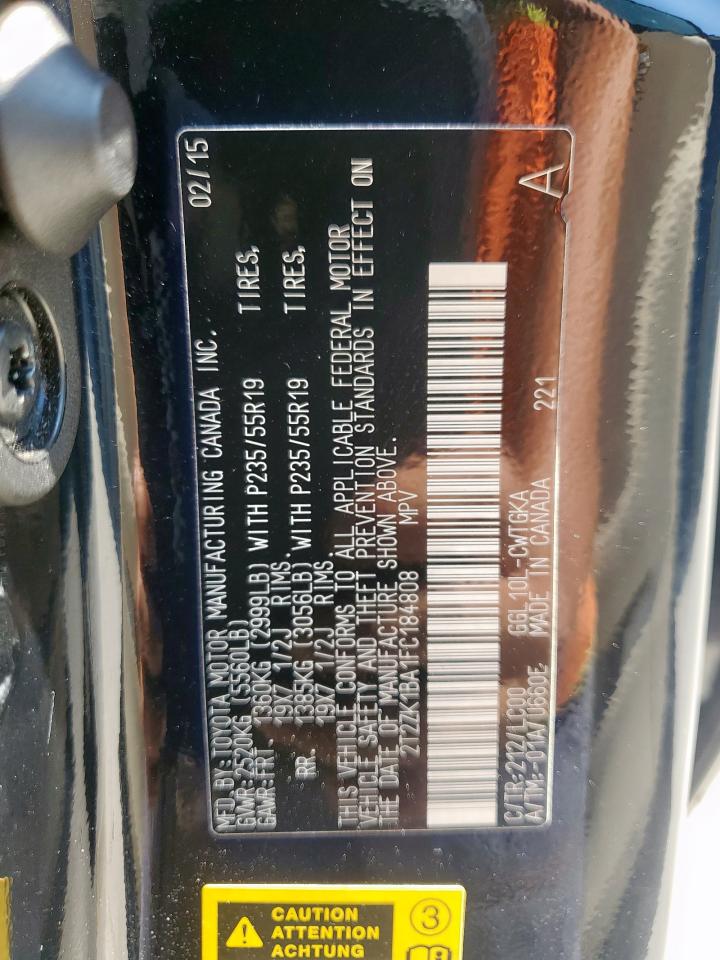 MFD. BY: TOYOTA MOTOR MANUFACTURING CANADA INC. 02/15
GWR: 2520KG (5560LB)
GAWR: FRT. 1360KG (2999LB) WITH P235/55R19 TIRES,
19X7 1/2J RIMS.
RR. 1385KG (3056LB) WITH P235/55R19 TIRES,
19X7 1/2J RIMS.
THIS VEHICLE CONFORMS TO ALL APPLICABLE FEDERAL MOTOR
VEHICLE SAFETY AND THEFT PREVENTION STANDARDS IN EFFECT ON
THE DATE OF MANUFACTURE SHOWN ABOVE.
2T2ZK1BA1FC184808 MPV
C/TR: 212/L200 GGL10L-CWTGKA
A/TM: -01A/U660E MADE IN CANADA 221
A
CAUTION
ATTENTION
ACHTUNG
3